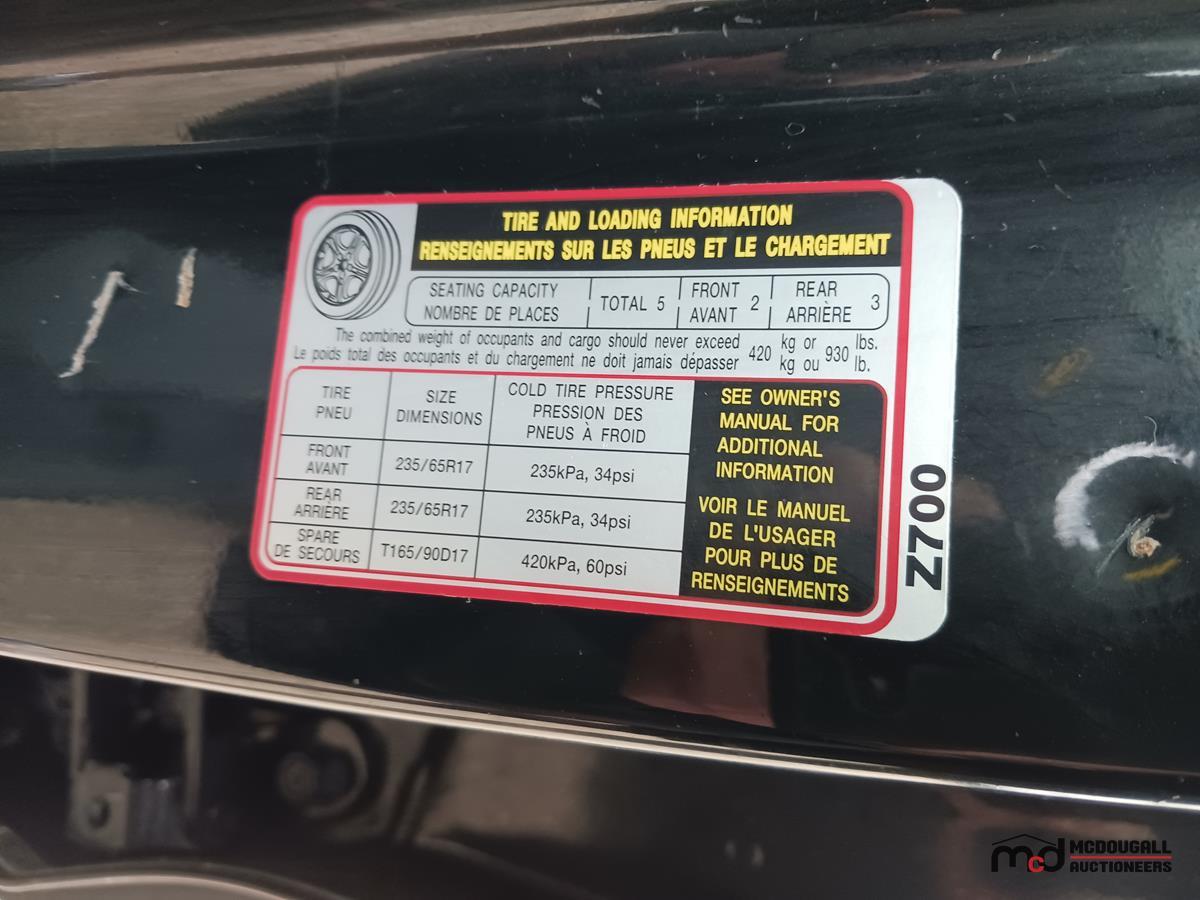 TIRE AND LOADING INFORMATION
RENSEIGNEMENTS SUR LES PNEUS ET LE CHARGEMENT
SEATING CAPACITY
NOMBRE DE PLACES
TOTAL 5
FRONT
AVANT
2
REAR
ARRIÈRE
3
The combined weight of occupants and cargo should never exceed
Le poids total des occupants et du chargement ne doit jamais dépasser
420
kg or
kg ou
930
lbs.
lb.
TIRE
PNEU
SIZE
DIMENSIONS
COLD TIRE PRESSURE
PRESSION DES
PNEUS À FROID
FRONT
AVANT
235/65R17
235kPa, 34psi
REAR
ARRIÈRE
235/65R17
235kPa, 34psi
SPARE
DE SECOURS
T165/90D17
420kPa, 60psi
SEE OWNER'S
MANUAL FOR
ADDITIONAL
INFORMATION
VOIR LE MANUEL
DE L'USAGER
POUR PLUS DE
RENSEIGNEMENTS
Z700
mcd
MCDOUGALL
AUCTIONEERS